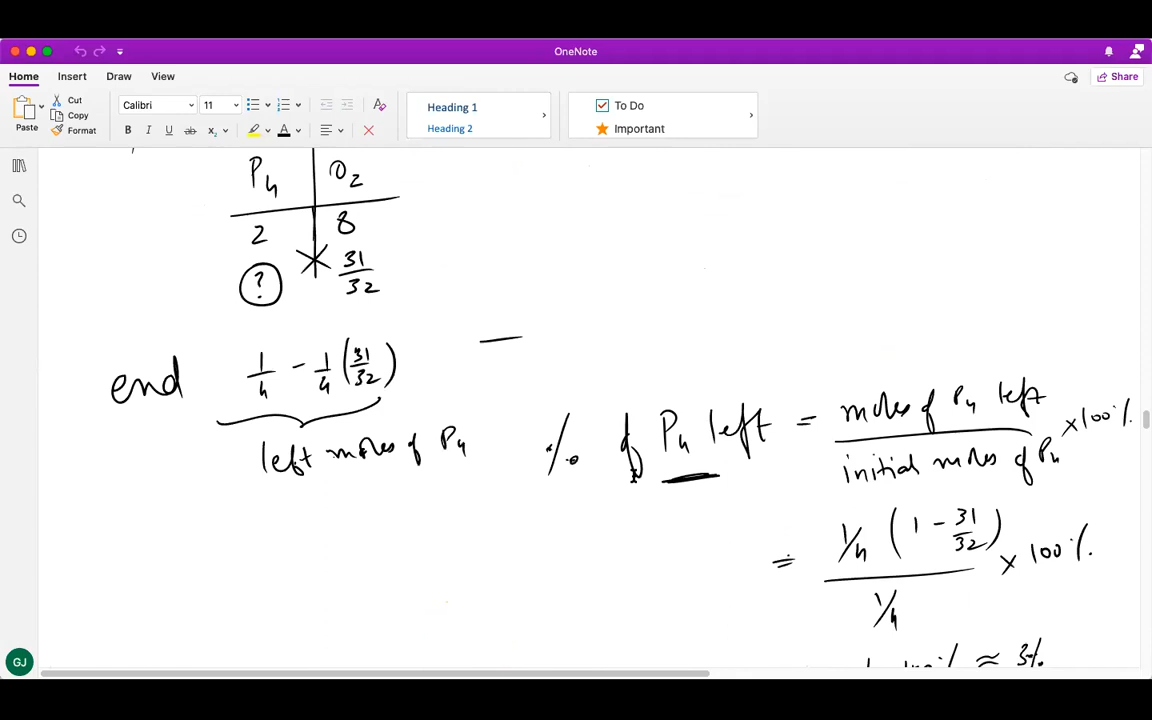 OneNote
Home Insert Draw View
Share
Paste
Cut
Copy
Format
Calibri 11
B I U ab x₂ A
Heading 1
Heading 2
To Do
Important
P₄ | O₂
2 | 8
? 31/32
end 1/4 - 1/4 (31/32)
left moles of P₄
% of P₄ left = moles of P₄ left / initial moles of P₄ × 100%
= 1/4 (1 - 31/32) / 1/4 × 100%
≈ 3%
GJ